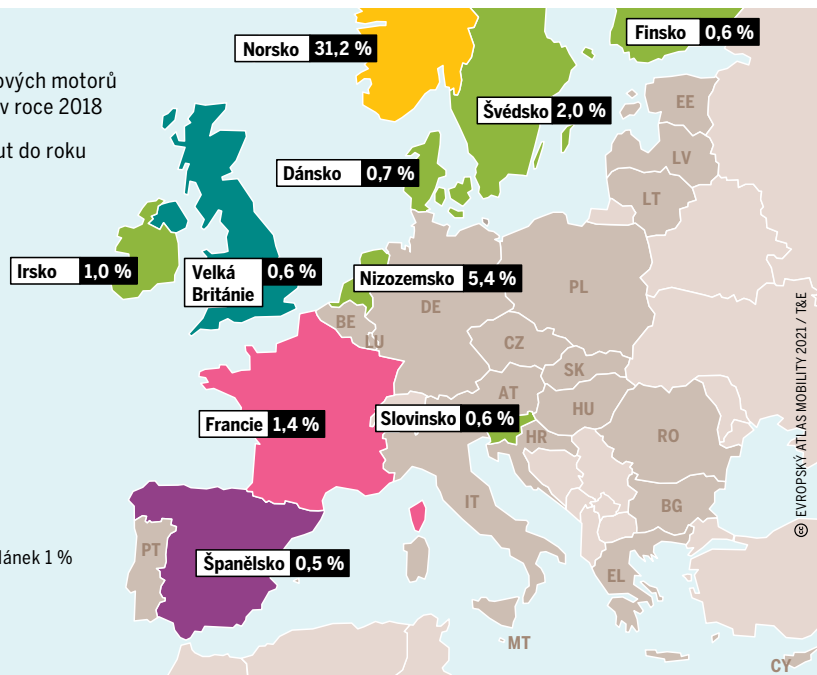 ových motorů
v roce 2018
ut do roku
Norsko 31,2 %
Finsko 0,6 %
Švédsko 2,0 %
EE
LV
LT
Dánsko 0,7 %
Irsko 1,0 %
Velká
Británie 0,6 %
Nizozemsko 5,4 %
DE
PL
BE
LU
CZ
SK
AT
HU
Francie 1,4 %
Slovinsko 0,6 %
HR
RO
IT
BG
PT
lánek 1 %
Španělsko 0,5 %
EL
MT
CY
EVROPSKÝ ATLAS MOBILITY 2021 / T&E